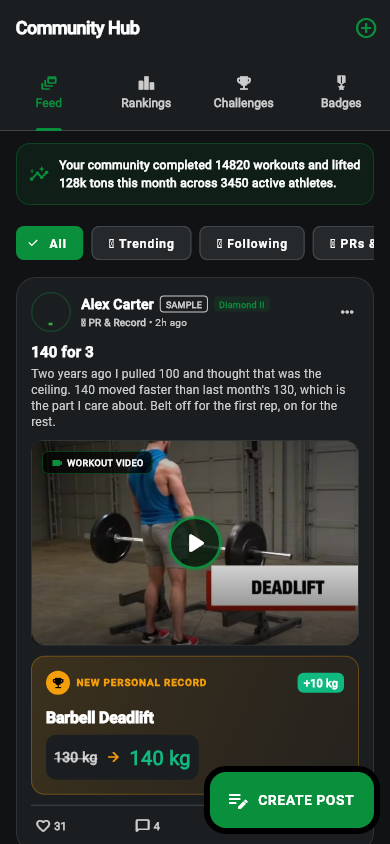 Community Hub
Feed
Rankings
Challenges
Badges
Your community completed 14820 workouts and lifted
128k tons this month across 3450 active athletes.
All
Trending
Following
PRs &
Alex Carter SAMPLE Diamond II
PR & Record • 2h ago
140 for 3
Two years ago I pulled 100 and thought that was the
ceiling. 140 moved faster than last month's 130, which is
the part I care about. Belt off for the first rep, on for the
rest.
WORKOUT VIDEO
DEADLIFT
NEW PERSONAL RECORD
+10 kg
Barbell Deadlift
130 kg → 140 kg
31
4
CREATE POST